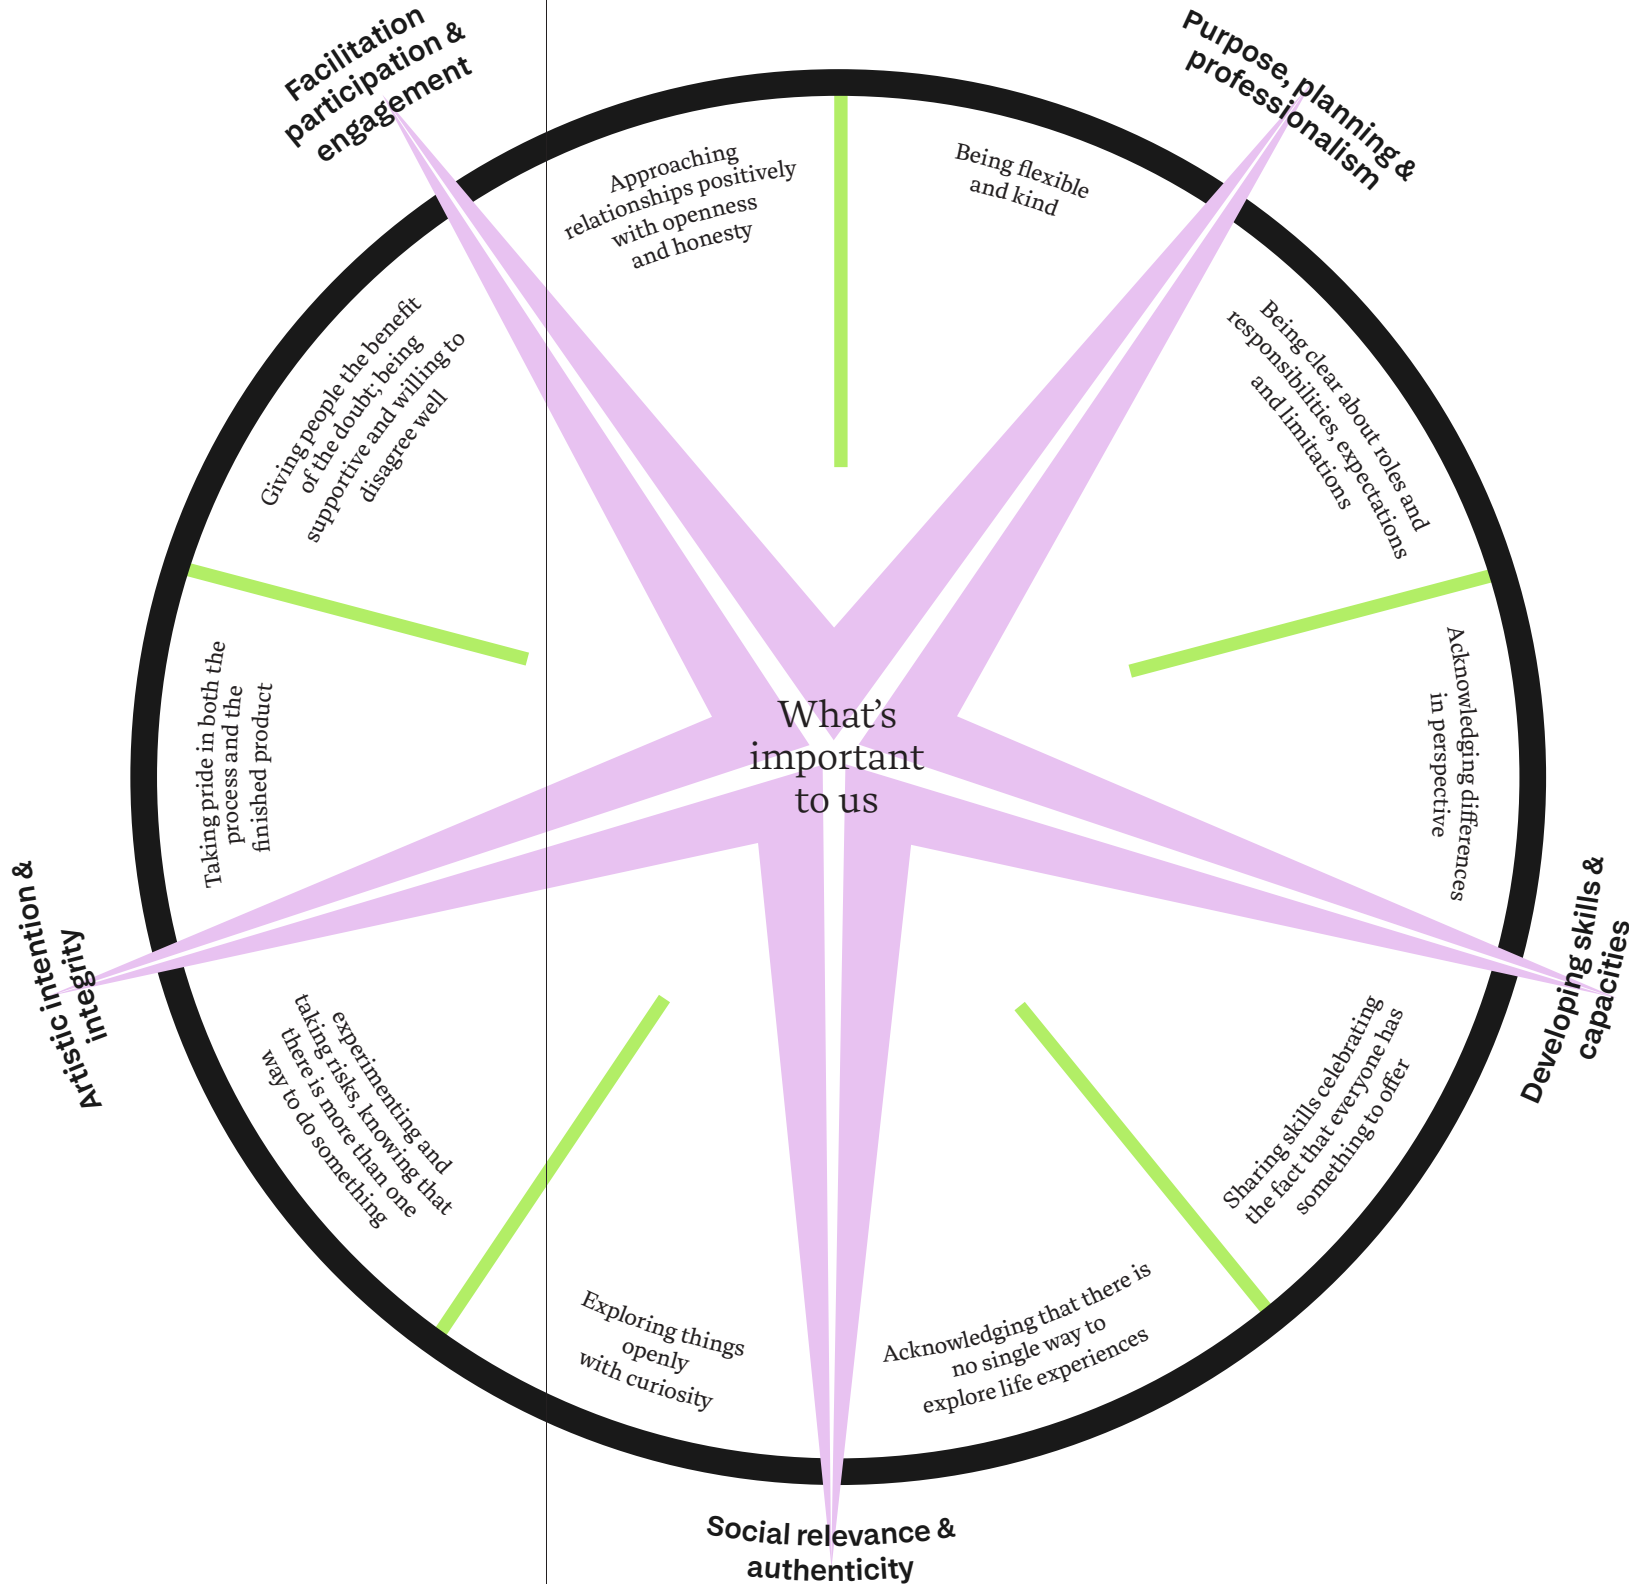 Facilitation
participation &
engagement
Purpose, planning &
professionalism
Approaching
relationships positively
with openness
and honesty
Being flexible
and kind
Giving people the benefit
of the doubt; being
supportive and willing to
disagree well
Being clear about roles and
responsibilities, expectations
and limitations
Taking pride in both the
process and the
finished product
What’s
important
to us
Acknowledging differences
in perspective
Artistic intention &
integrity
Developing skills &
capacities
experimenting and
taking risks, knowing that
there is more than one
way to do something
Sharing skills celebrating
the fact that everyone has
something to offer
Exploring things
openly
with curiosity
Acknowledging that there is
no single way to
explore life experiences
Social relevance &
authenticity